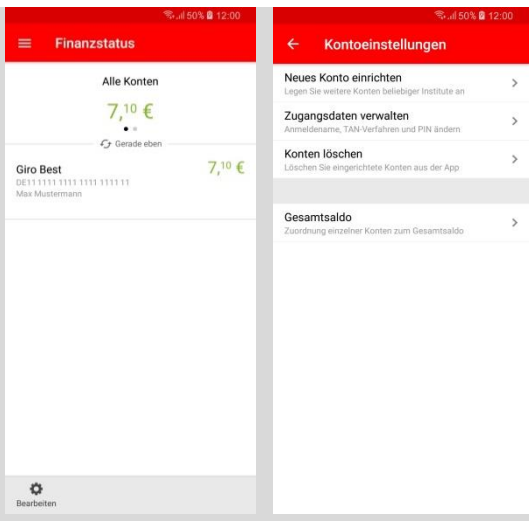 50% 12:00
Finanzstatus
Alle Konten
7,10 €
Gerade eben
Giro Best
7,10 €
DE11 1111 1111 1111 1111 11
Max Mustermann
Bearbeiten
50% 12:00
Kontoeinstellungen
Neues Konto einrichten
Legen Sie weitere Konten beliebiger Institute an
Zugangsdaten verwalten
Anmeldename, TAN-Verfahren und PIN ändern
Konten löschen
Löschen Sie eingerichtete Konten aus der App
Gesamtsaldo
Zuordnung einzelner Konten zum Gesamtsaldo